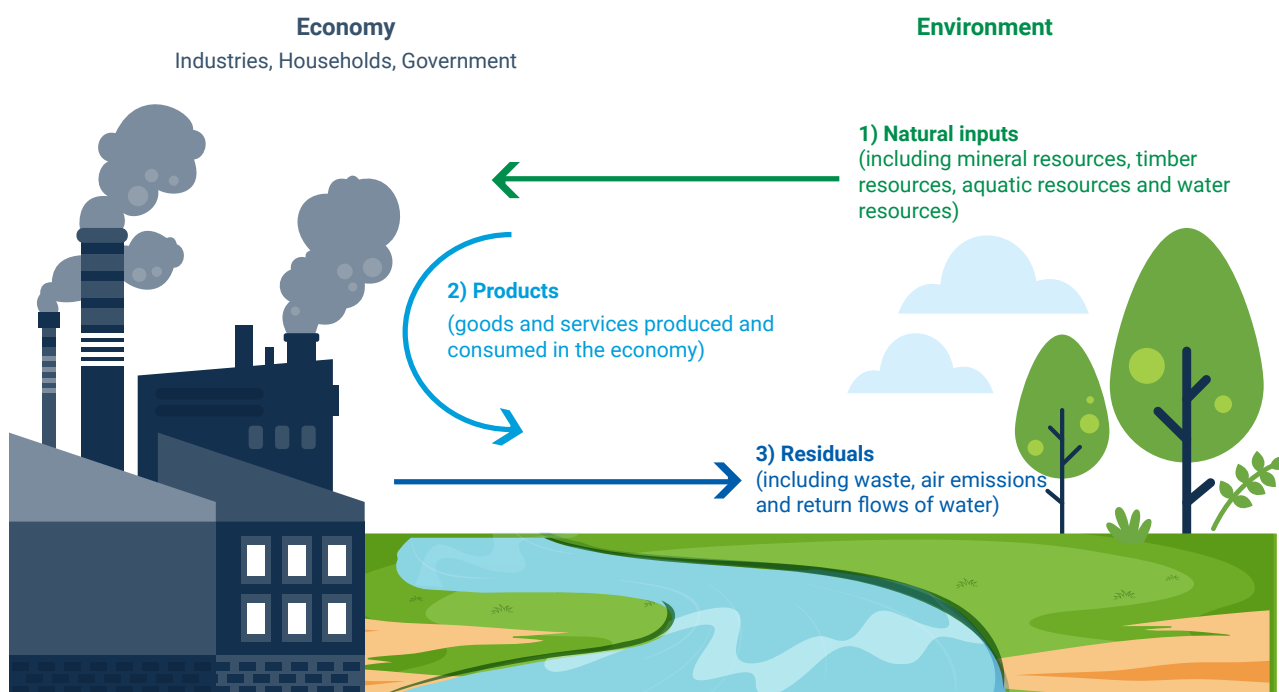 Economy
Industries, Households, Government
Environment
1) Natural inputs
(including mineral resources, timber
resources, aquatic resources and water
resources)
2) Products
(goods and services produced and
consumed in the economy)
3) Residuals
(including waste, air emissions
and return flows of water)